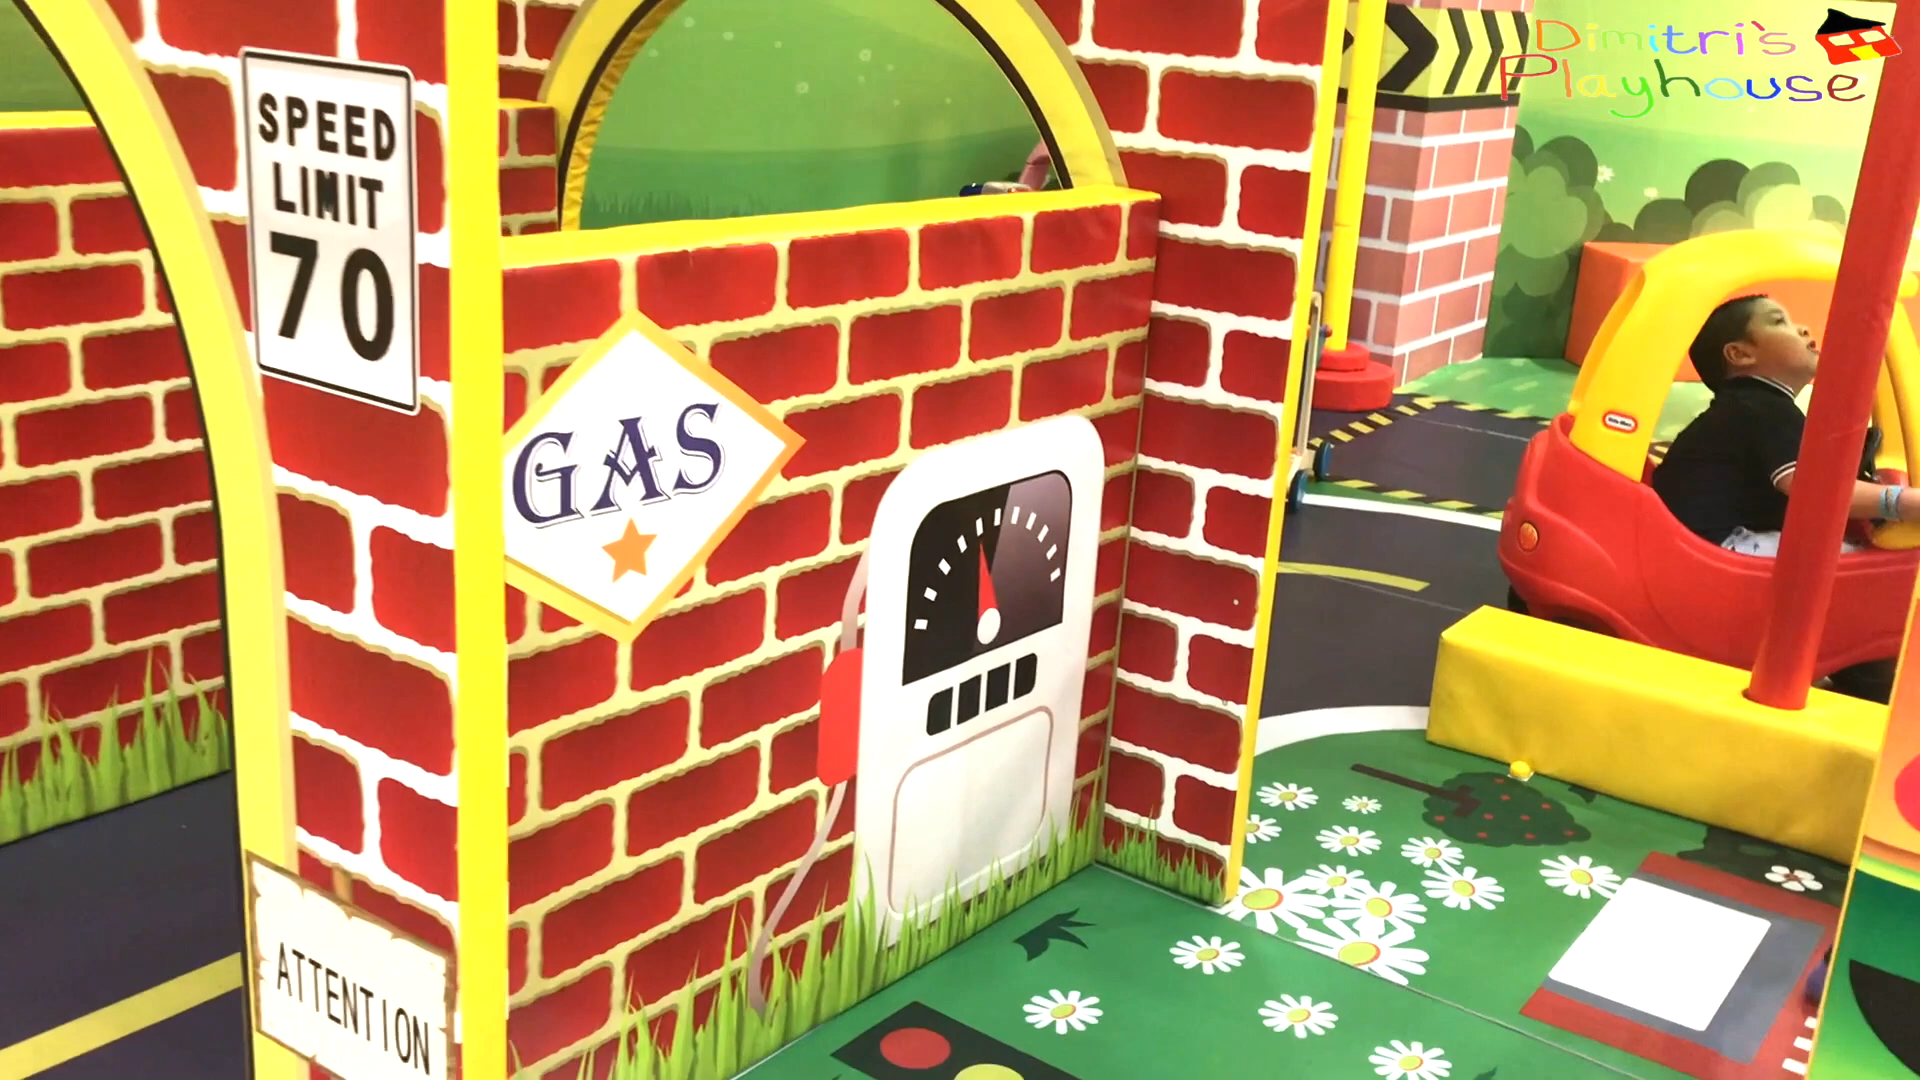 SPEED
LIMIT
70
GAS
ATTENTION
Dimitri's
Playhouse